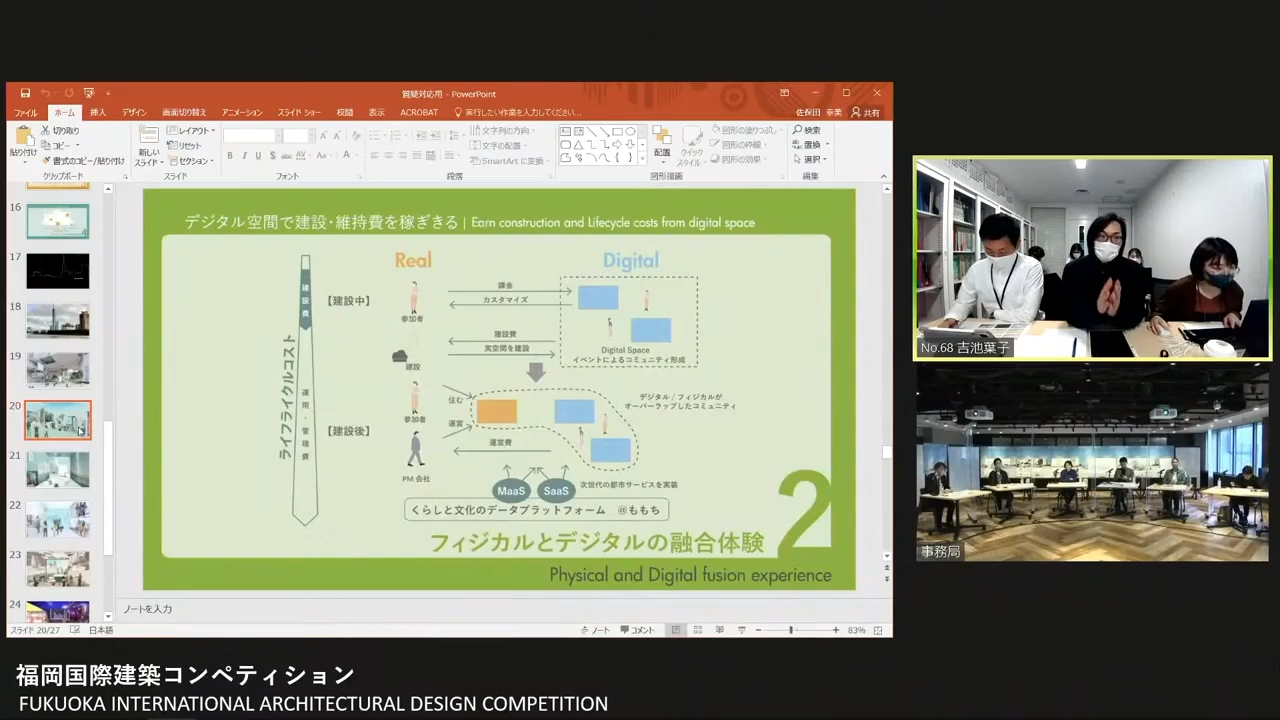 質疑対応用 - PowerPoint
ファイル ホーム 挿入 デザイン 画面切り替え アニメーション スライド ショー 校閲 表示 ACROBAT 実行したい作業を入力してください... 佐保田 幸美 共有
貼り付け 切り取り コピー 書式のコピー/貼り付け
クリップボード
新しいスライド レイアウト リセット セクション
スライド
B I U S abc AV Aa A
フォント
文字列の方向 文字の配置 SmartArt に変換
段落
配置 クイックスタイル 図形の塗りつぶし 図形の枠線 図形の効果
図形描画
検索 置換 選択
編集
16
17
18
19
20
21
22
23
24
デジタル空間で建設・維持費を稼ぎきる | Earn construction and Lifecycle costs from digital space
Real
Digital
ライフライクルコスト
建設費
運用・管理費
【建設中】
参加者
課金
カスタマイズ
建設費
実空間を建設
建設
Digital Space
イベントによるコミュニティ形成
【建設後】
参加者
住む
運営
運営費
PM 会社
デジタル / フィジカルが
オーバーラップしたコミュニティ
MaaS
SaaS
次世代の都市サービスを実装
くらしと文化のデータプラットフォーム @ももち
2
フィジカルとデジタルの融合体験
Physical and Digital fusion experience
ノートを入力
スライド 20/27 日本語 ノート コメント 83%
No.68 吉池葉子
事務局
福岡国際建築コンペティション
FUKUOKA INTERNATIONAL ARCHITECTURAL DESIGN COMPETITION